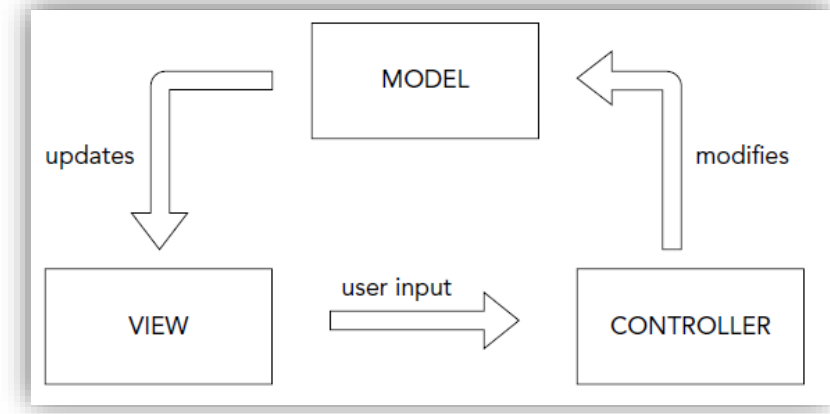 MODEL
updates
modifies
user input
VIEW
CONTROLLER